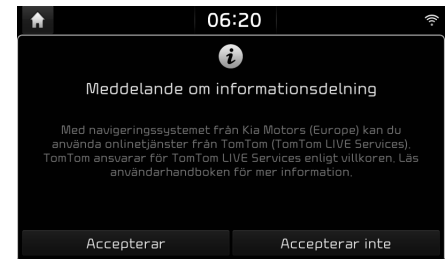 06:20
Meddelande om informationsdelning
Med navigeringssystemet från Kia Motors (Europe) kan du
använda onlinetjänster från TomTom (TomTom LIVE Services).
TomTom ansvarar för TomTom LIVE Services enligt villkoren. Läs
användarhandboken för mer information.
Accepterar
Accepterar inte